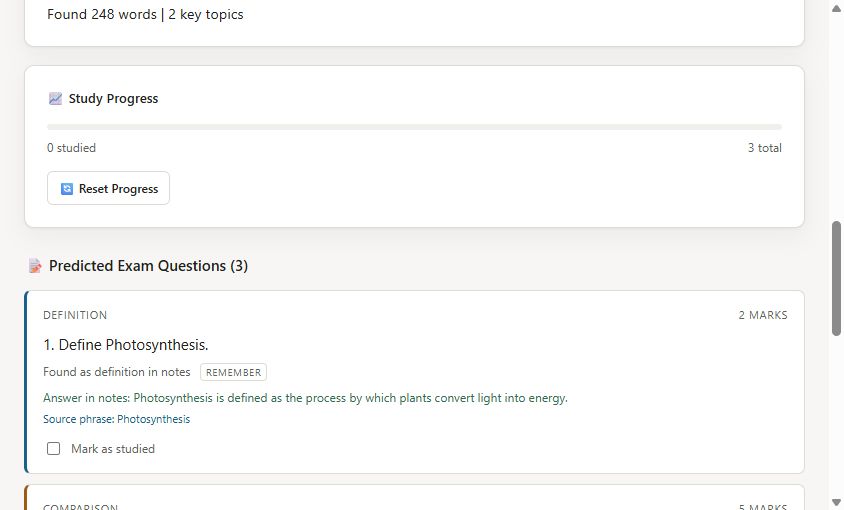 Found 248 words | 2 key topics
Study Progress
0 studied
3 total
Reset Progress
Predicted Exam Questions (3)
DEFINITION
2 MARKS
1. Define Photosynthesis.
Found as definition in notes REMEMBER
Answer in notes: Photosynthesis is defined as the process by which plants convert light into energy.
Source phrase: Photosynthesis
Mark as studied
COMPARISON
5 MARKS